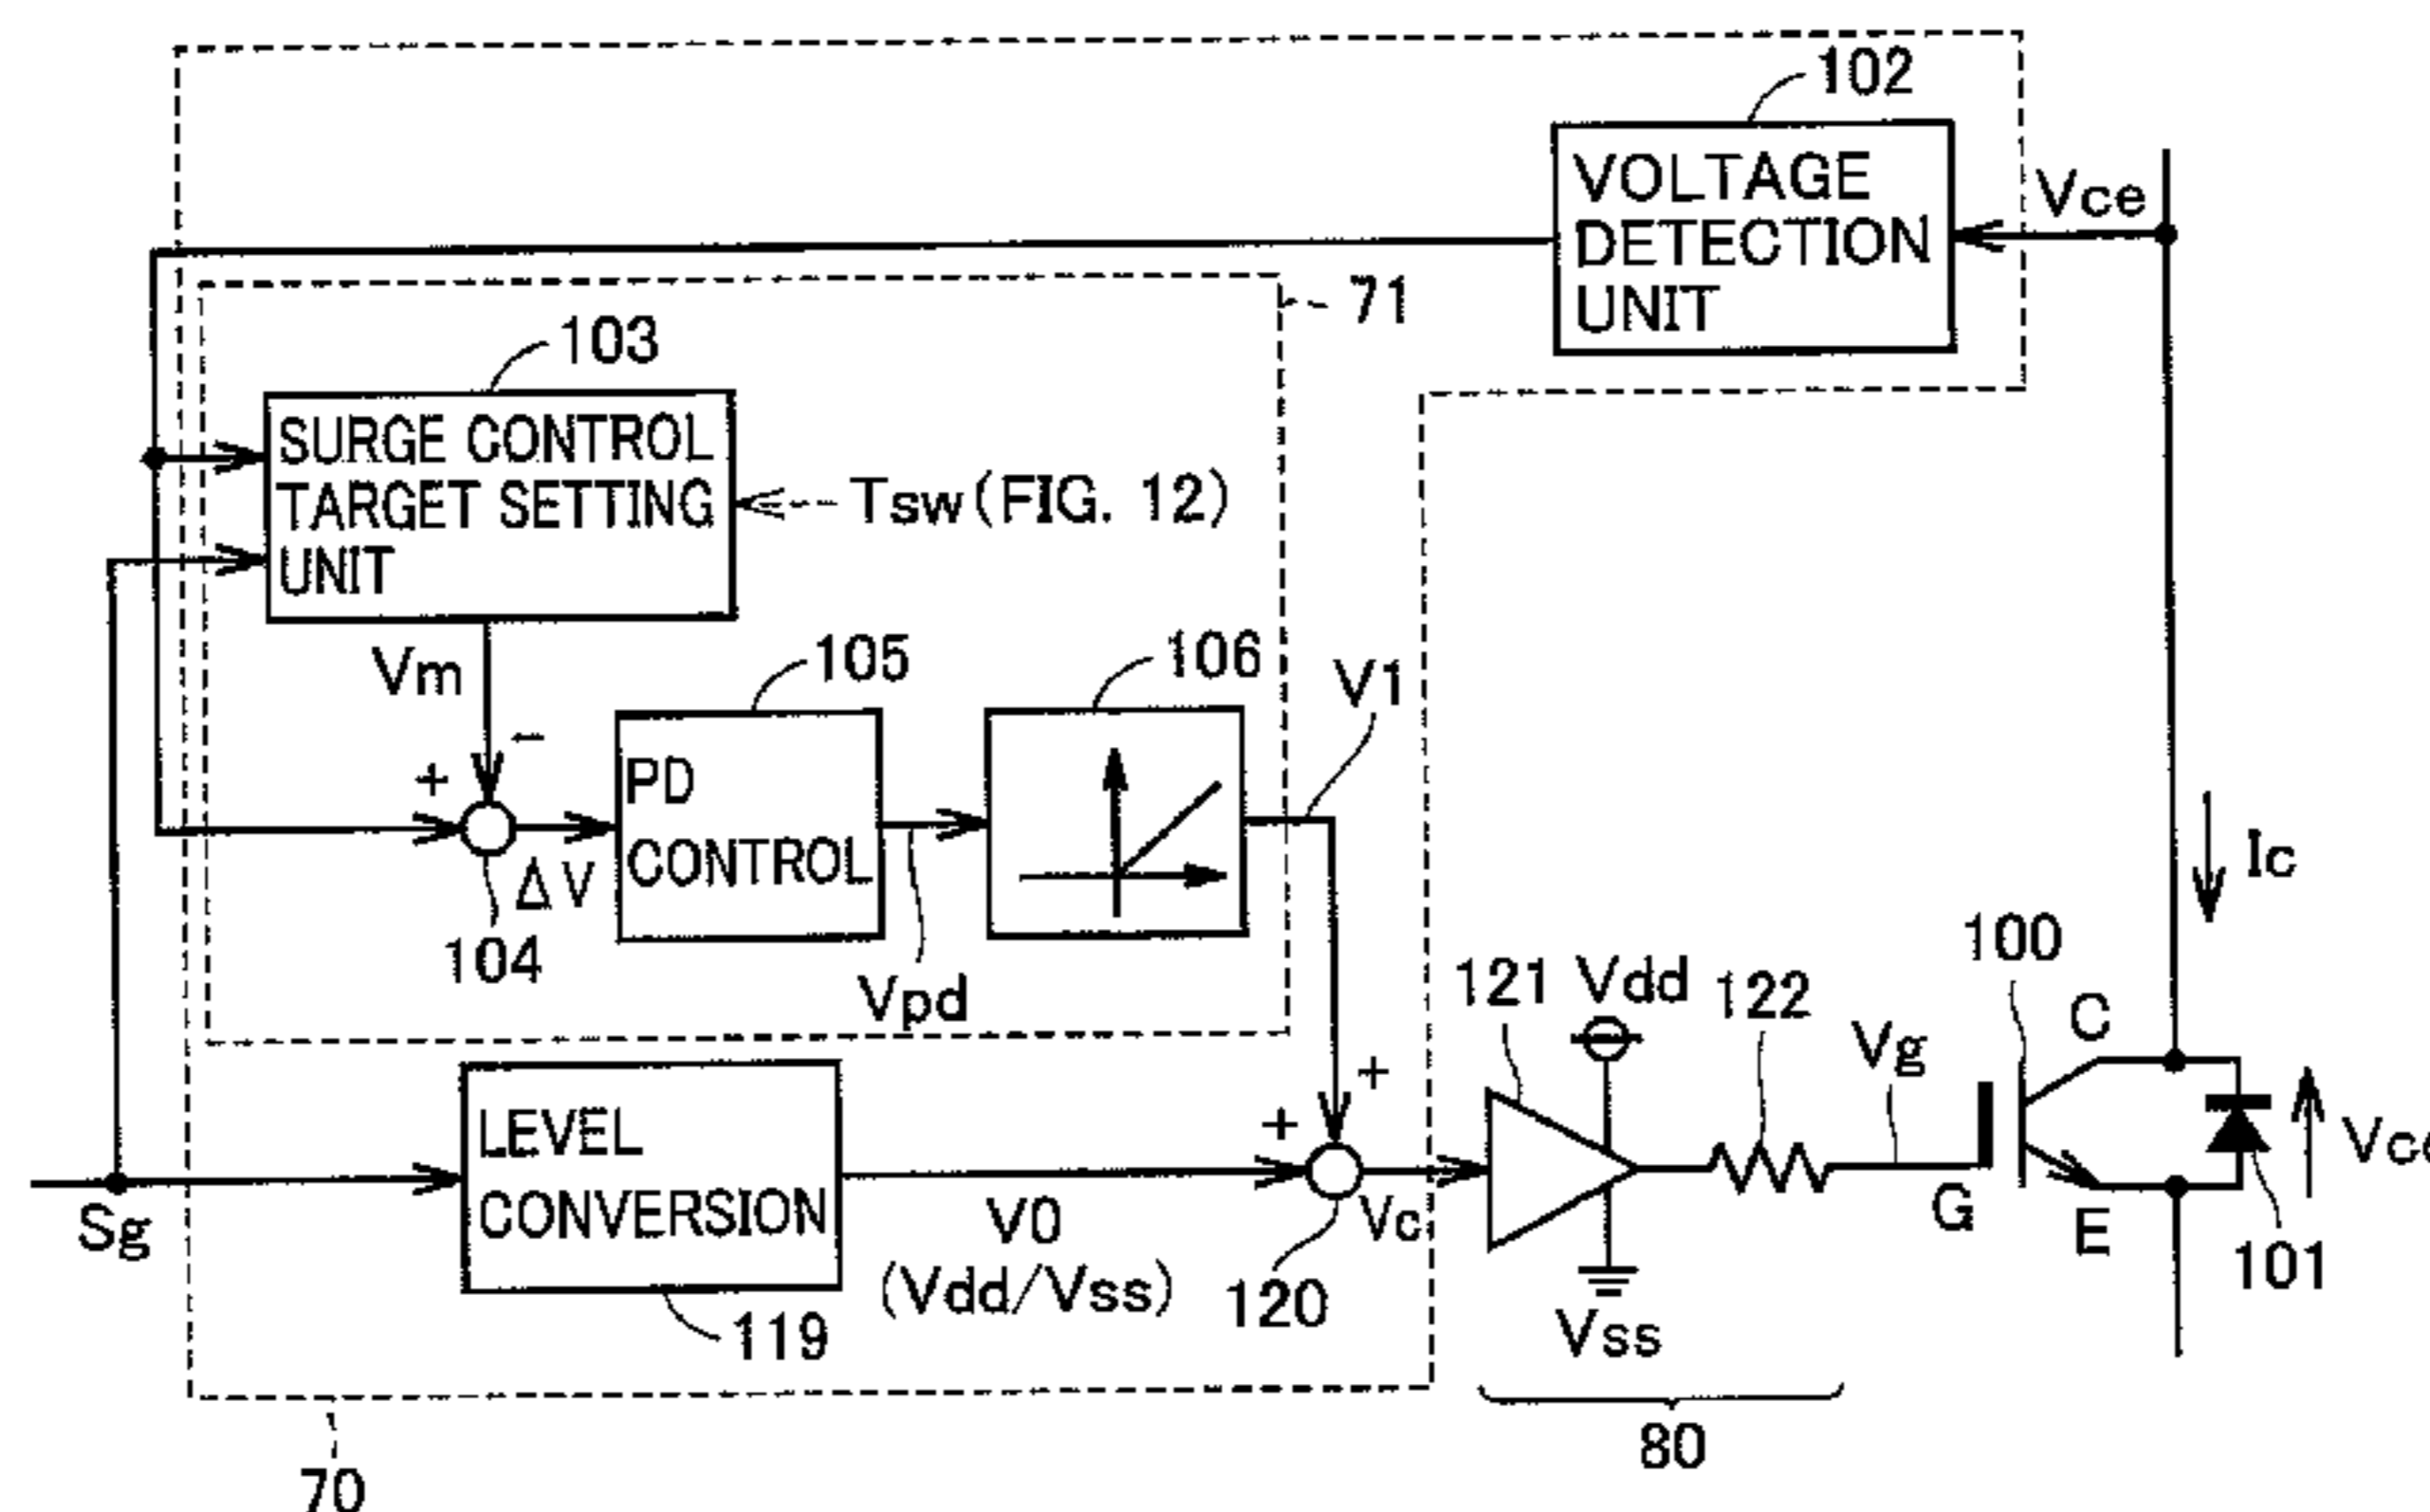 102
VOLTAGE
DETECTION
UNIT
Vce
71
103
SURGE CONTROL
TARGET SETTING
UNIT
Tsw (FIG. 12)
Vm
105
106
V1
-
+
PD
CONTROL
ΔV
104
Vpd
Ic
100
121
Vdd
122
Vg
C
+
+
LEVEL
CONVERSION
Sg
V0
(Vdd/Vss)
Vc
120
119
G
E
101
Vss
80
70